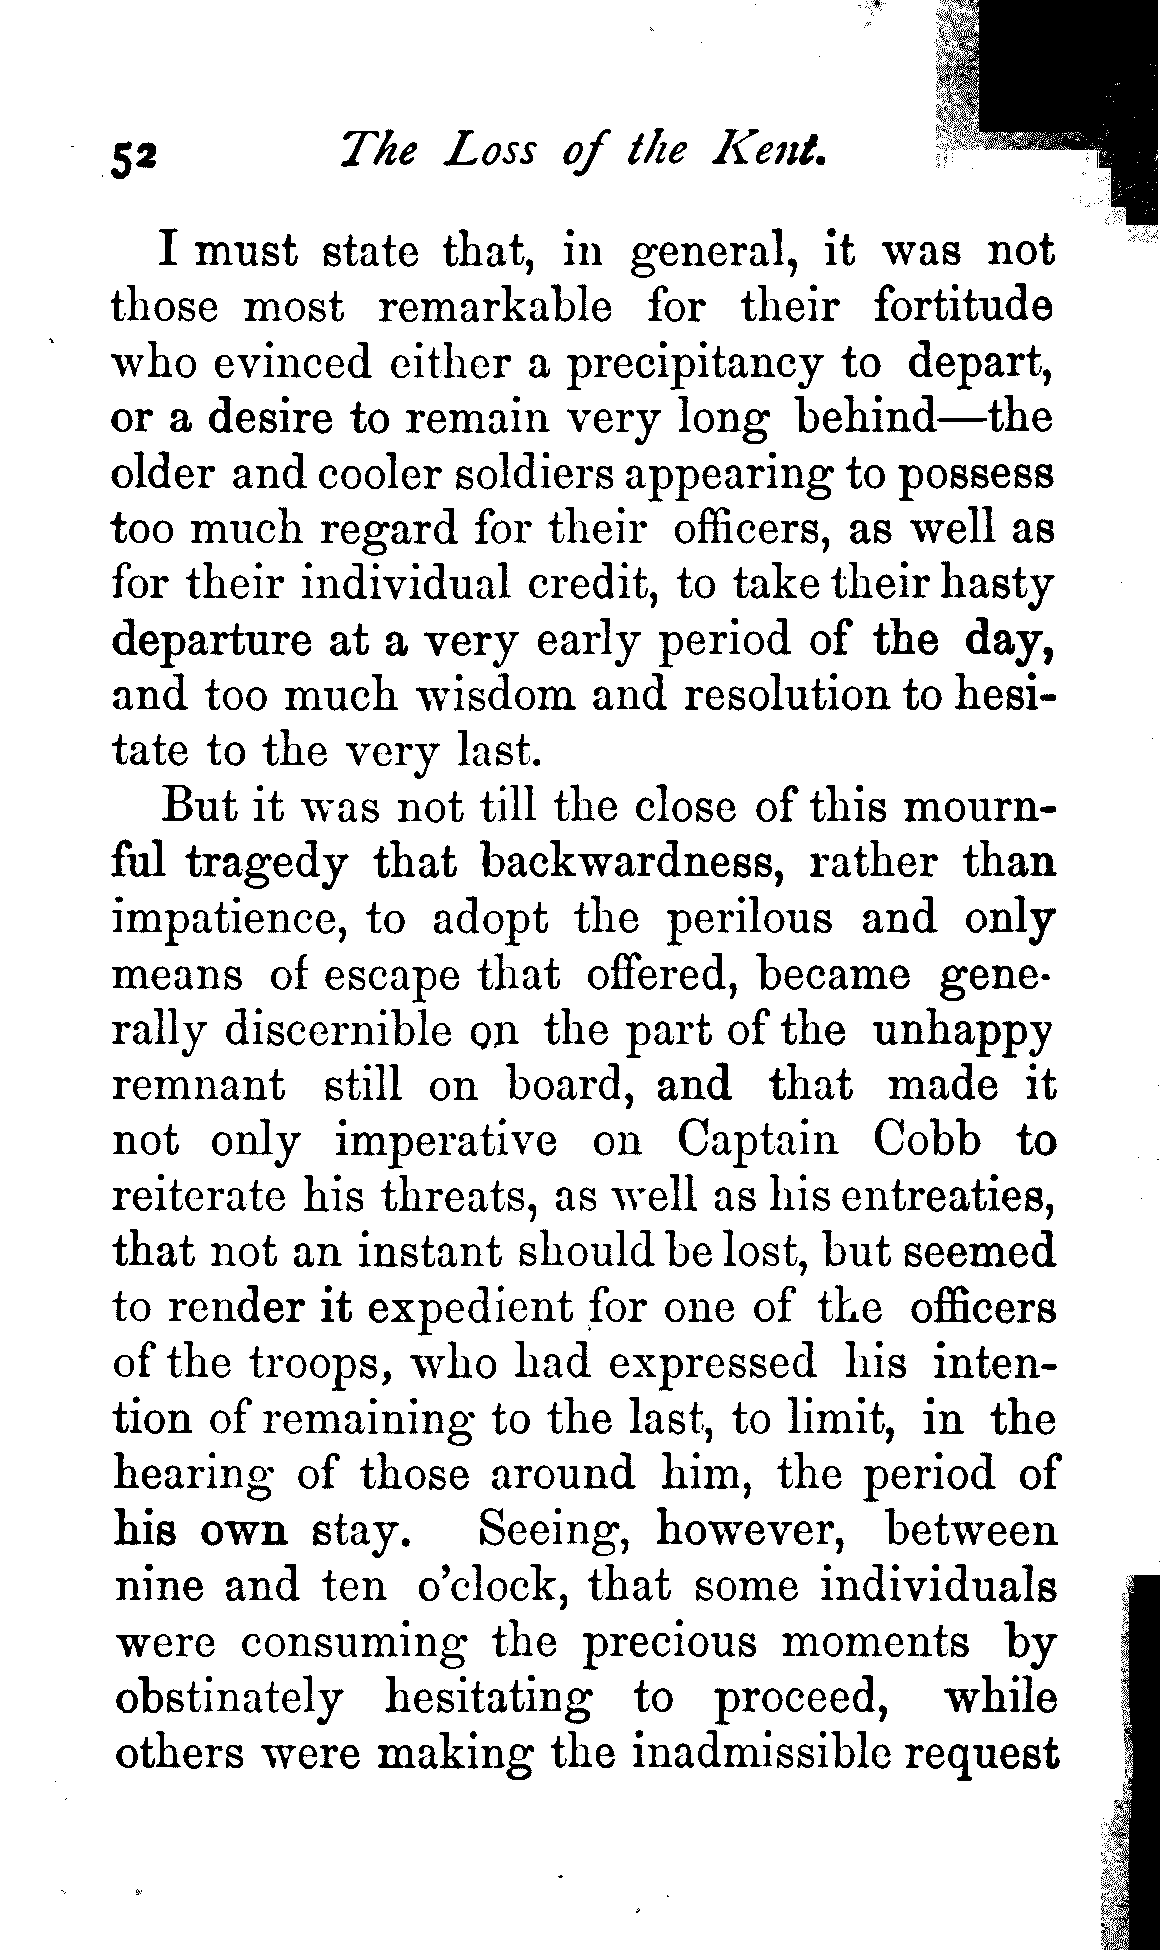 52 The Loss of the Kent.
I must state that, in general, it was not
those most remarkable for their fortitude
who evinced either a precipitancy to depart,
or a desire to remain very long behind—the
older and cooler soldiers appearing to possess
too much regard for their officers, as well as
for their individual credit, to take their hasty
departure at a very early period of the day,
and too much wisdom and resolution to hesi-
tate to the very last.
But it was not till the close of this mourn-
ful tragedy that backwardness, rather than
impatience, to adopt the perilous and only
means of escape that offered, became gene-
rally discernible on the part of the unhappy
remnant still on board, and that made it
not only imperative on Captain Cobb to
reiterate his threats, as well as his entreaties,
that not an instant should be lost, but seemed
to render it expedient for one of the officers
of the troops, who had expressed his inten-
tion of remaining to the last, to limit, in the
hearing of those around him, the period of
his own stay. Seeing, however, between
nine and ten o'clock, that some individuals
were consuming the precious moments by
obstinately hesitating to proceed, while
others were making the inadmissible request